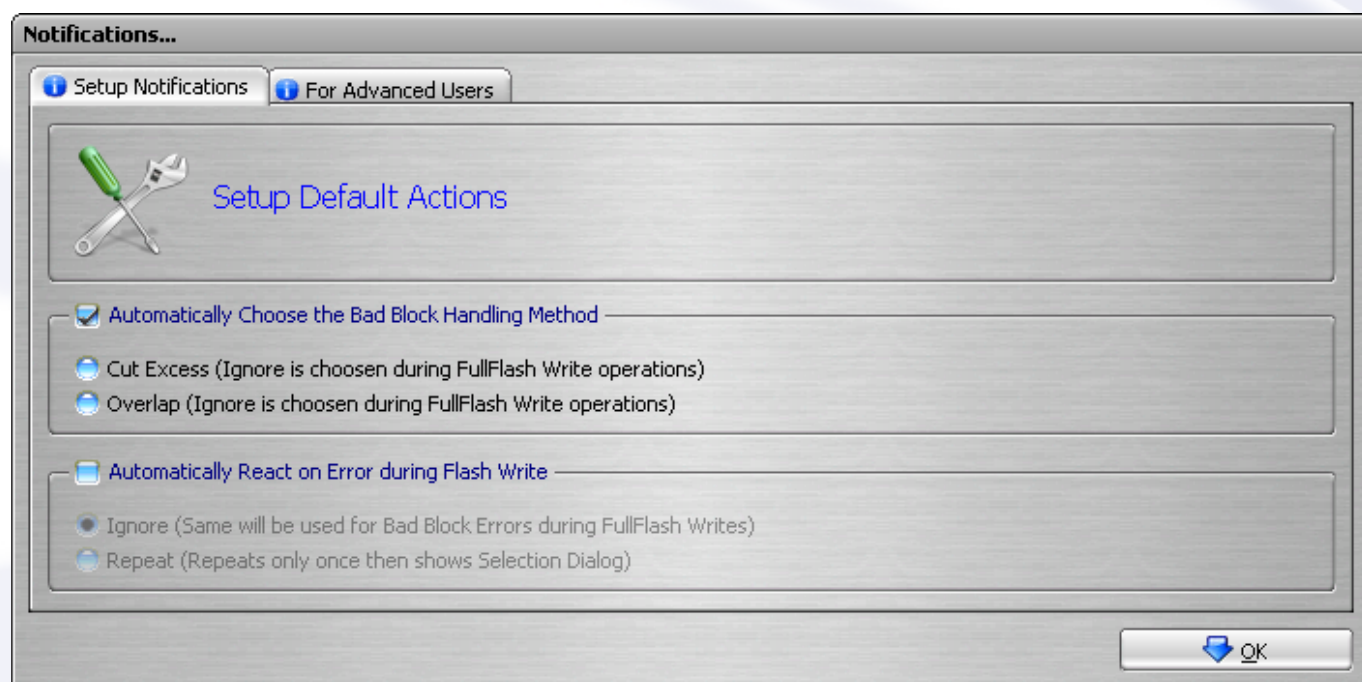 Notifications...
Setup Notifications
For Advanced Users
Setup Default Actions
Automatically Choose the Bad Block Handling Method
Cut Excess (Ignore is choosen during FullFlash Write operations)
Overlap (Ignore is choosen during FullFlash Write operations)
Automatically React on Error during Flash Write
Ignore (Same will be used for Bad Block Errors during FullFlash Writes)
Repeat (Repeats only once then shows Selection Dialog)
OK